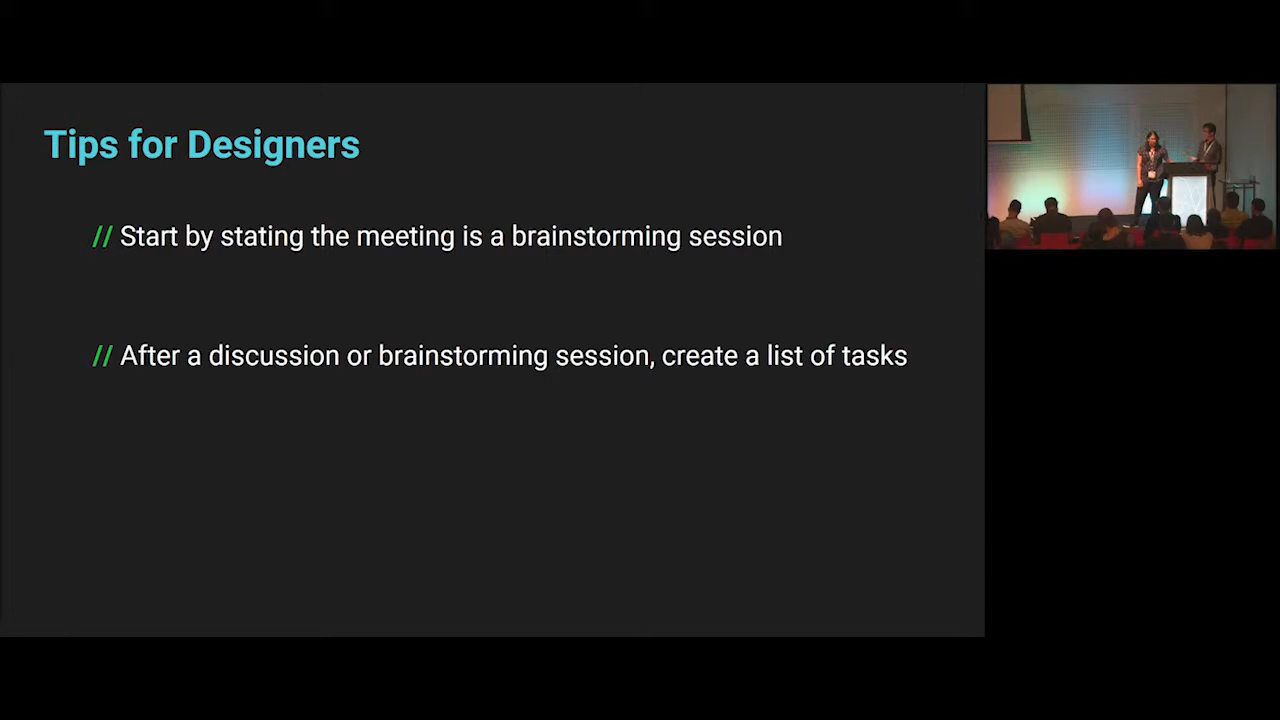 Tips for Designers
// Start by stating the meeting is a brainstorming session
// After a discussion or brainstorming session, create a list of tasks